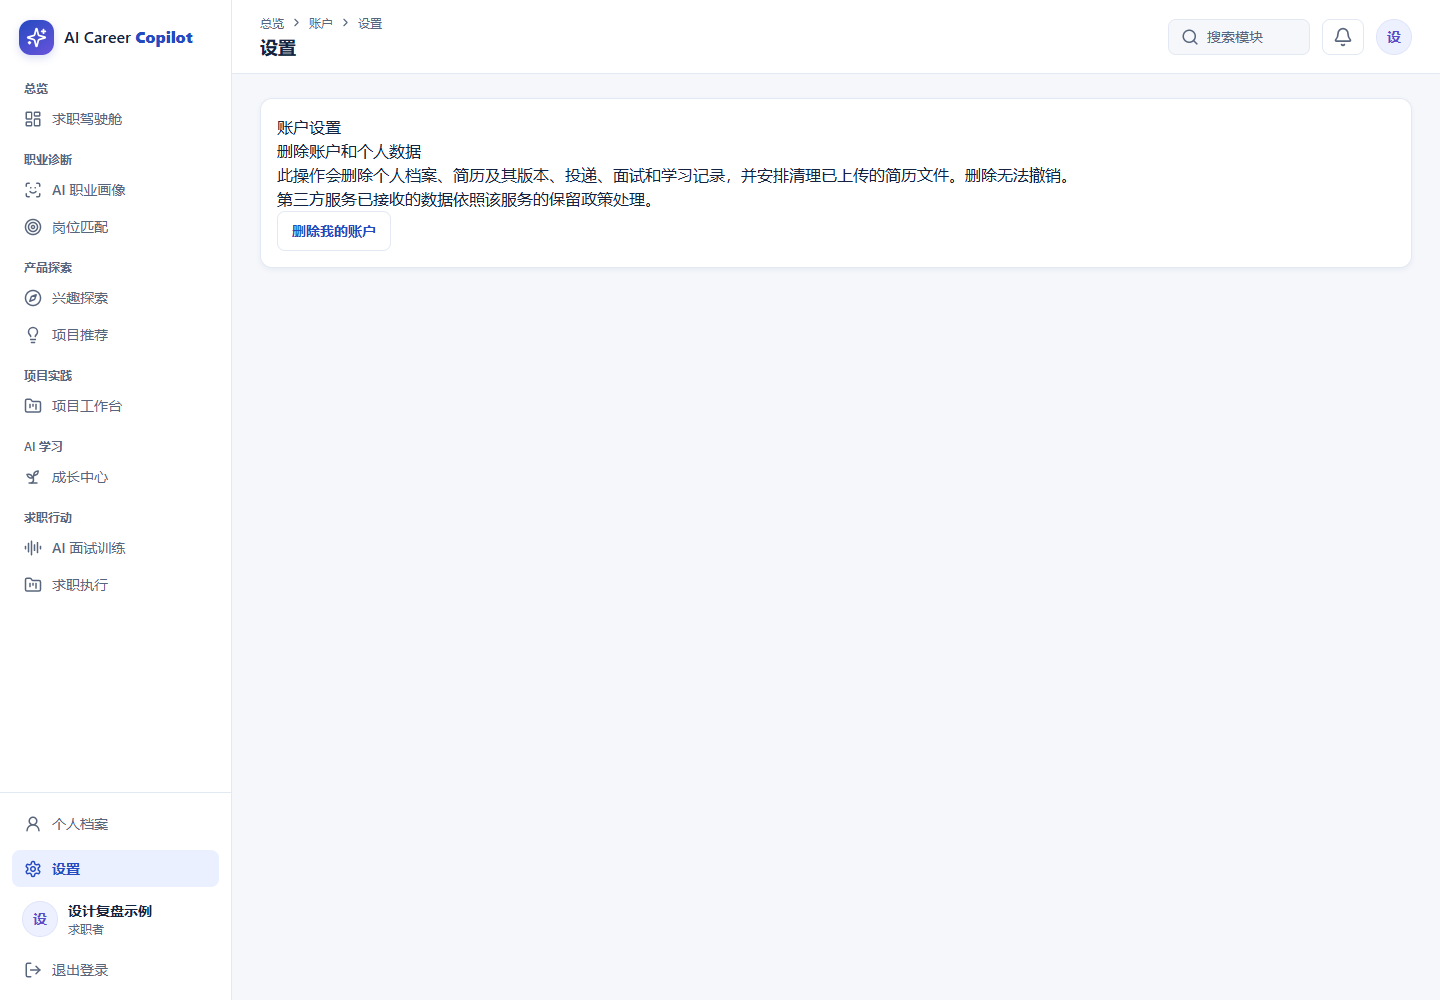 AI Career Copilot
总览
求职驾驶舱
职业诊断
AI 职业画像
岗位匹配
产品探索
兴趣探索
项目推荐
项目实践
项目工作台
AI 学习
成长中心
求职行动
AI 面试训练
求职执行
个人档案
设置
设
设计复盘示例
求职者
退出登录
总览 > 账户 > 设置
设置
搜索模块
设
账户设置
删除账户和个人数据
此操作会删除个人档案、简历及其版本、投递、面试和学习记录，并安排清理已上传的简历文件。删除无法撤销。
第三方服务已接收的数据依照该服务的保留政策处理。
删除我的账户